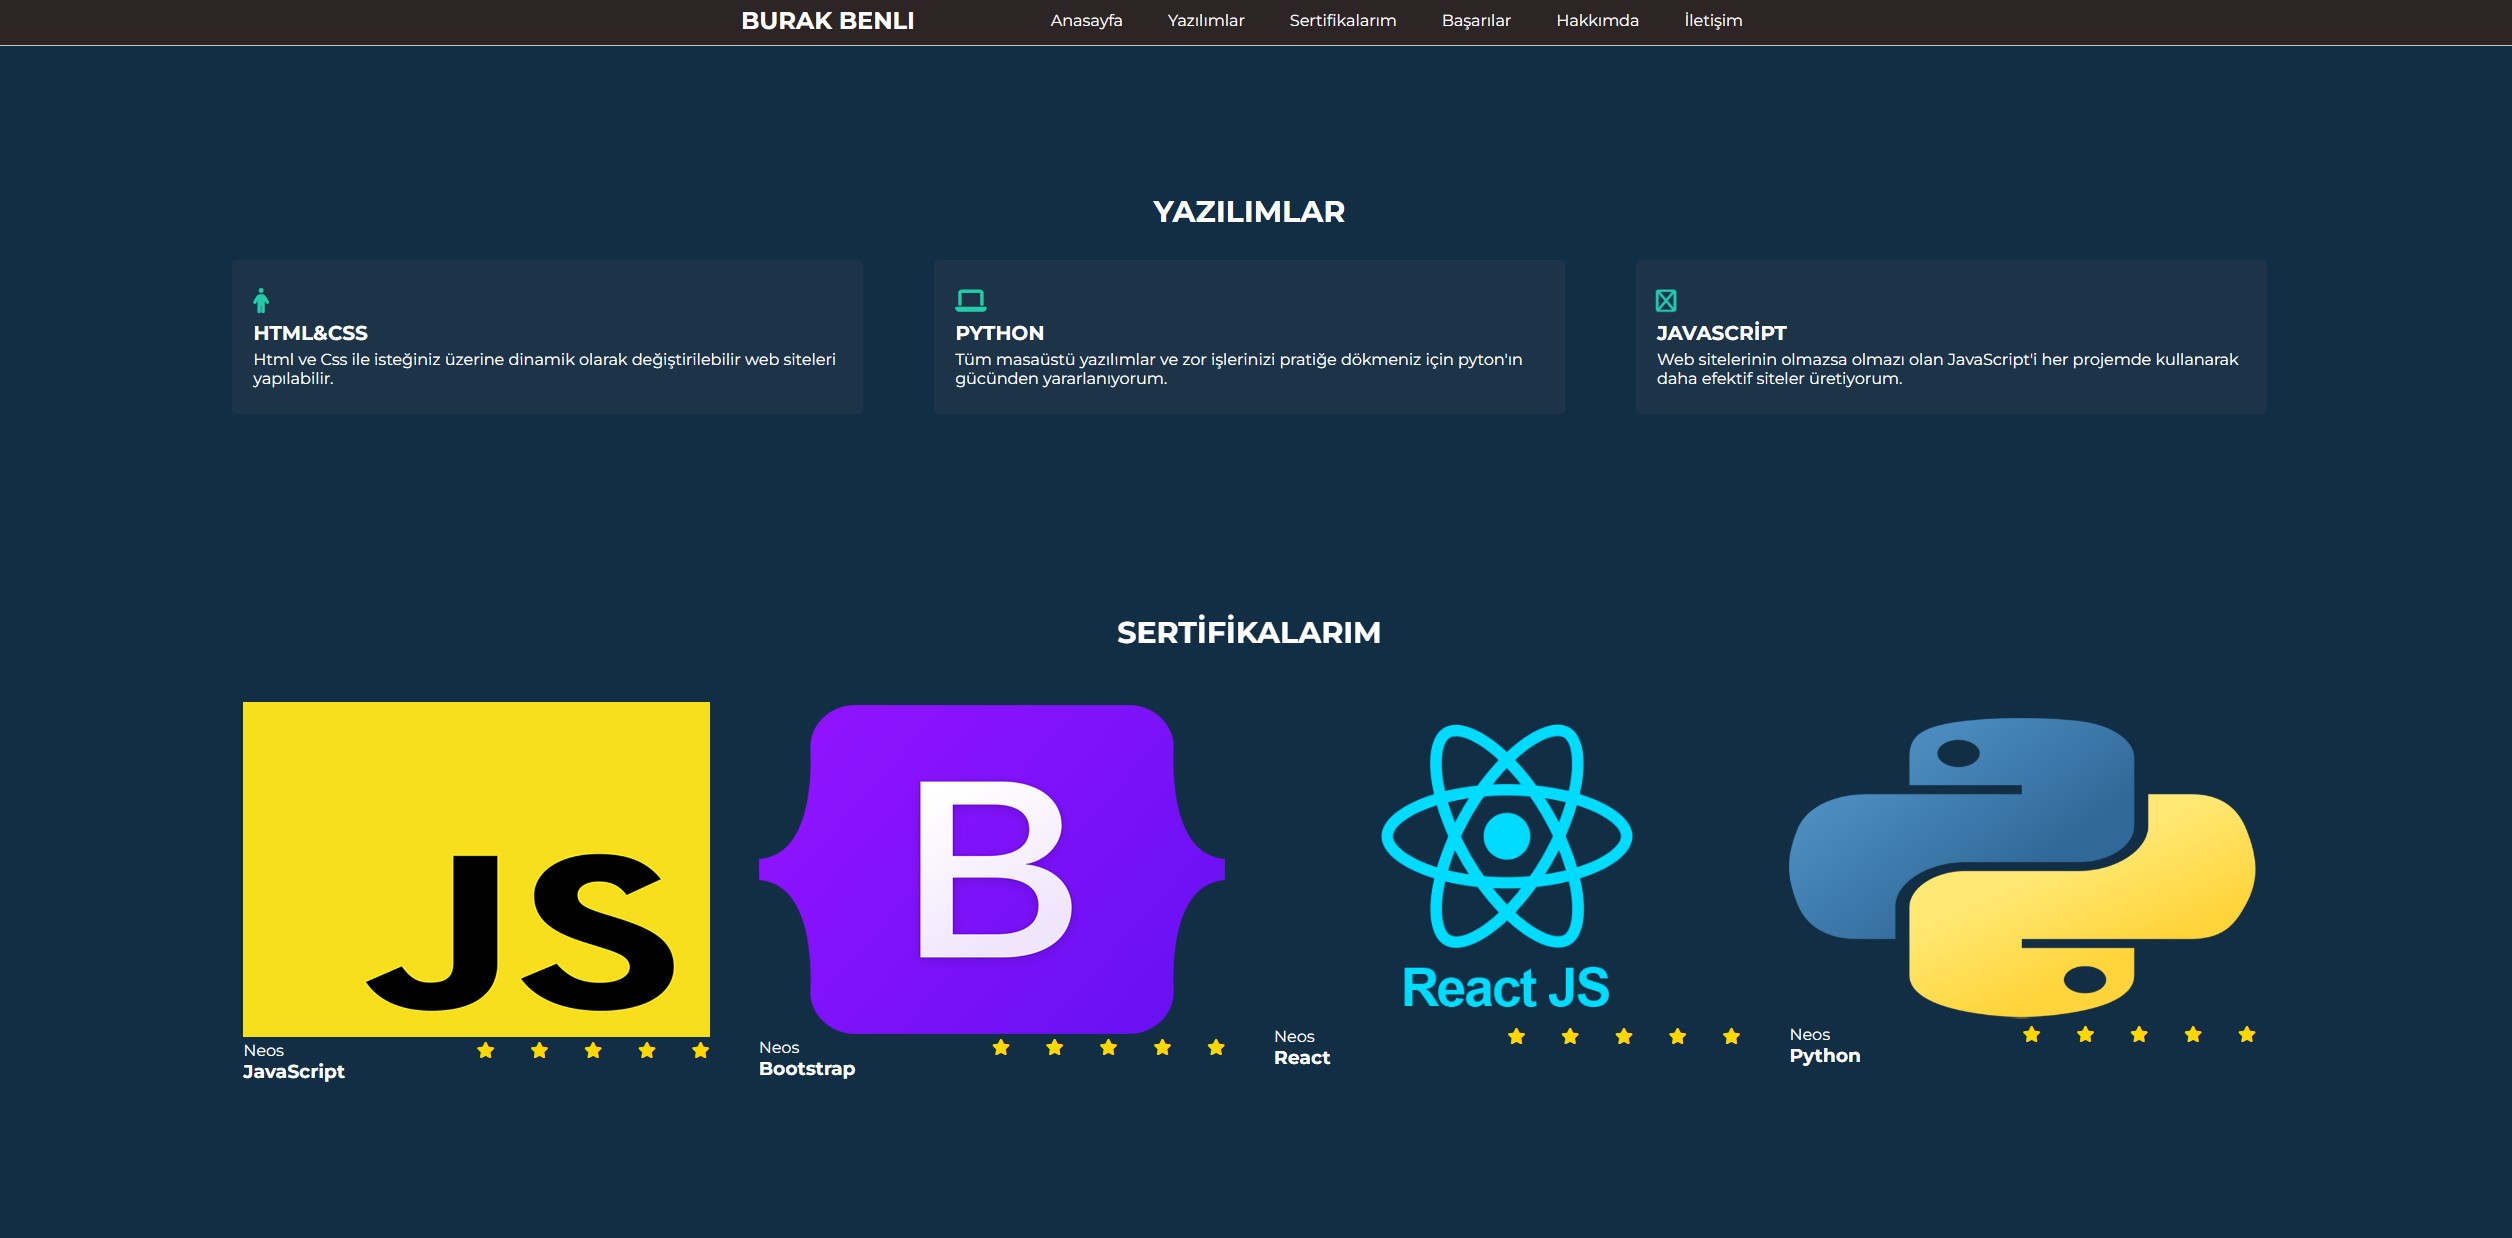 BURAK BENLI
Anasayfa Yazılımlar Sertifikalarım Başarılar Hakkımda İletişim
YAZILIMLAR
HTML&CSS
Html ve Css ile isteğiniz üzerine dinamik olarak değiştirilebilir web siteleri
yapılabilir.
PYTHON
Tüm masaüstü yazılımlar ve zor işlerinizi pratiğe dökmeniz için pyton'ın
gücünden yararlanıyorum.
JAVASCRİPT
Web sitelerinin olmazsa olmazı olan JavaScript'i her projemde kullanarak
daha efektif siteler üretiyorum.
SERTİFİKALARIM
JS
Neos
JavaScript
B
Neos
Bootstrap
React JS
Neos
React
Neos
Python